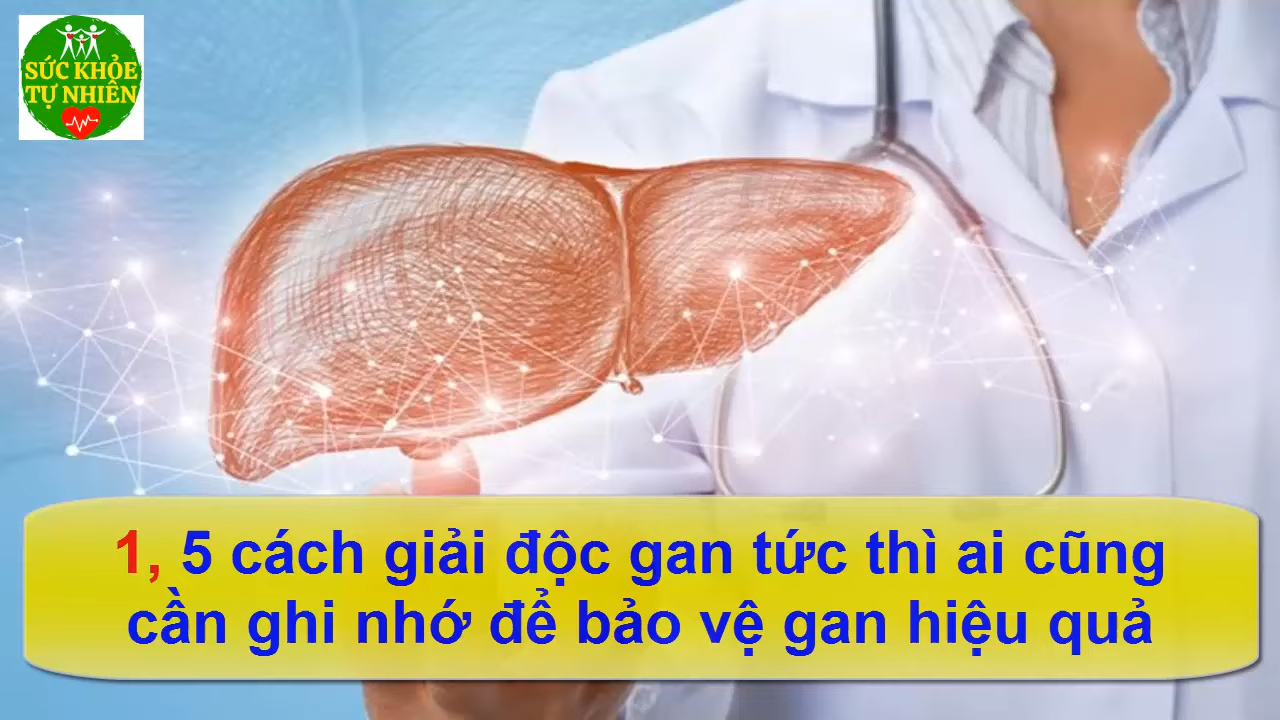 SỨC KHỎE
TỰ NHIÊN
1, 5 cách giải độc gan tức thì ai cũng
cần ghi nhớ để bảo vệ gan hiệu quả